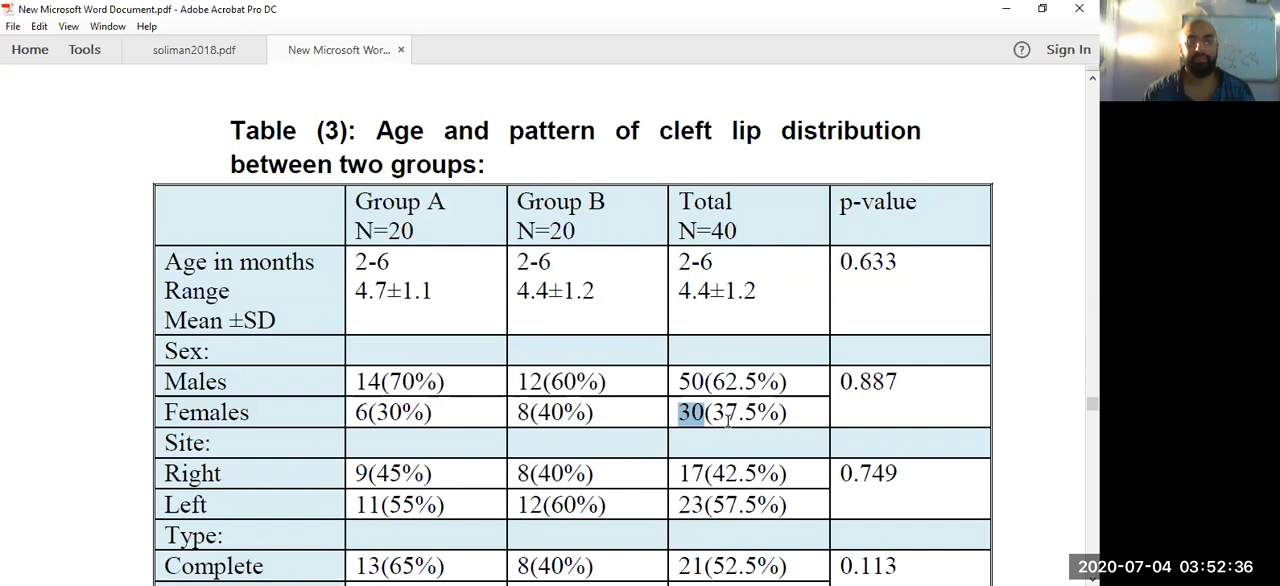 New Microsoft Word Document.pdf - Adobe Acrobat Pro DC
File Edit View Window Help
Home Tools soliman2018.pdf New Microsoft Wor... × ? Sign In
Table (3): Age and pattern of cleft lip distribution
between two groups:
Group A Group B Total p-value
N=20 N=20 N=40
Age in months 2-6 2-6 2-6 0.633
Range 4.7±1.1 4.4±1.2 4.4±1.2
Mean ±SD
Sex:
Males 14(70%) 12(60%) 50(62.5%) 0.887
Females 6(30%) 8(40%) 30(37.5%)
Site:
Right 9(45%) 8(40%) 17(42.5%) 0.749
Left 11(55%) 12(60%) 23(57.5%)
Type:
Complete 13(65%) 8(40%) 21(52.5%) 0.113
2020-07-04 03:52:36